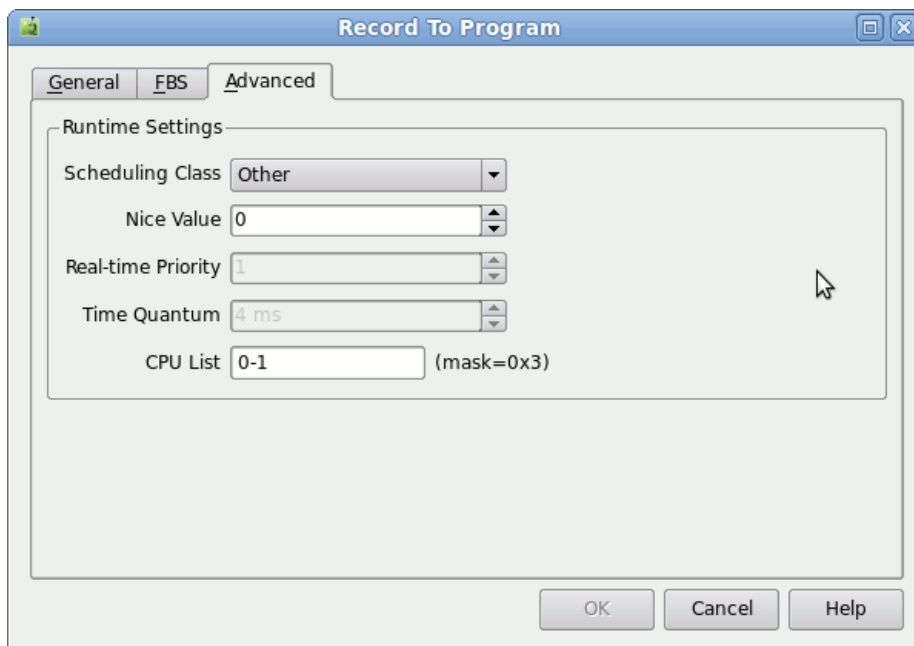 Record To Program
General FBS Advanced
Runtime Settings
Scheduling Class Other
Nice Value 0
Real-time Priority 1
Time Quantum 4 ms
CPU List 0-1 (mask=0x3)
OK Cancel Help